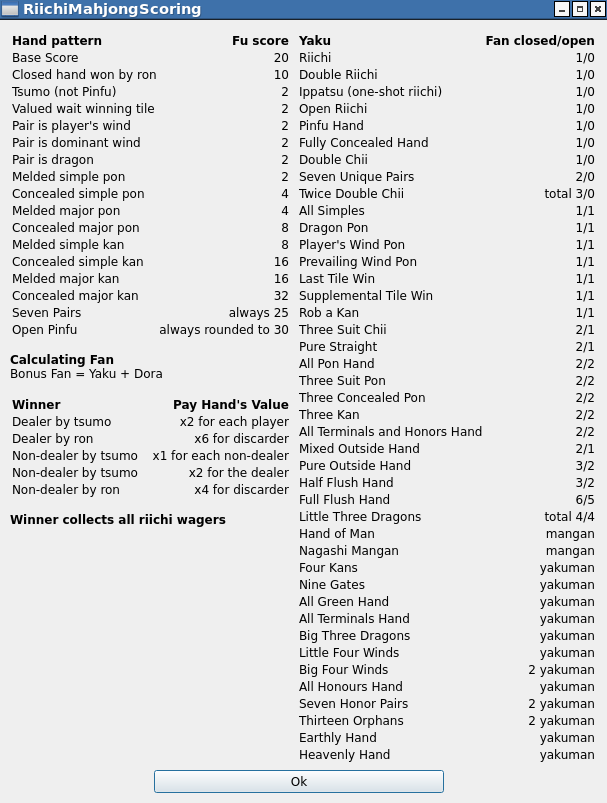 RiichiMahjongScoring
Hand pattern Fu score
Base Score 20
Closed hand won by ron 10
Tsumo (not Pinfu) 2
Valued wait winning tile 2
Pair is player's wind 2
Pair is dominant wind 2
Pair is dragon 2
Melded simple pon 2
Concealed simple pon 4
Melded major pon 4
Concealed major pon 8
Melded simple kan 8
Concealed simple kan 16
Melded major kan 16
Concealed major kan 32
Seven Pairs always 25
Open Pinfu always rounded to 30
Calculating Fan
Bonus Fan = Yaku + Dora
Winner Pay Hand's Value
Dealer by tsumo x2 for each player
Dealer by ron x6 for discarder
Non-dealer by tsumo x1 for each non-dealer
Non-dealer by tsumo x2 for the dealer
Non-dealer by ron x4 for discarder
Winner collects all riichi wagers
Yaku Fan closed/open
Riichi 1/0
Double Riichi 1/0
Ippatsu (one-shot riichi) 1/0
Open Riichi 1/0
Pinfu Hand 1/0
Fully Concealed Hand 1/0
Double Chii 1/0
Seven Unique Pairs 2/0
Twice Double Chii total 3/0
All Simples 1/1
Dragon Pon 1/1
Player's Wind Pon 1/1
Prevailing Wind Pon 1/1
Last Tile Win 1/1
Supplemental Tile Win 1/1
Rob a Kan 1/1
Three Suit Chii 2/1
Pure Straight 2/1
All Pon Hand 2/2
Three Suit Pon 2/2
Three Concealed Pon 2/2
Three Kan 2/2
All Terminals and Honors Hand 2/2
Mixed Outside Hand 2/1
Pure Outside Hand 3/2
Half Flush Hand 3/2
Full Flush Hand 6/5
Little Three Dragons total 4/4
Hand of Man mangan
Nagashi Mangan mangan
Four Kans yakuman
Nine Gates yakuman
All Green Hand yakuman
All Terminals Hand yakuman
Big Three Dragons yakuman
Little Four Winds yakuman
Big Four Winds 2 yakuman
All Honours Hand yakuman
Seven Honor Pairs 2 yakuman
Thirteen Orphans 2 yakuman
Earthly Hand yakuman
Heavenly Hand yakuman
Ok